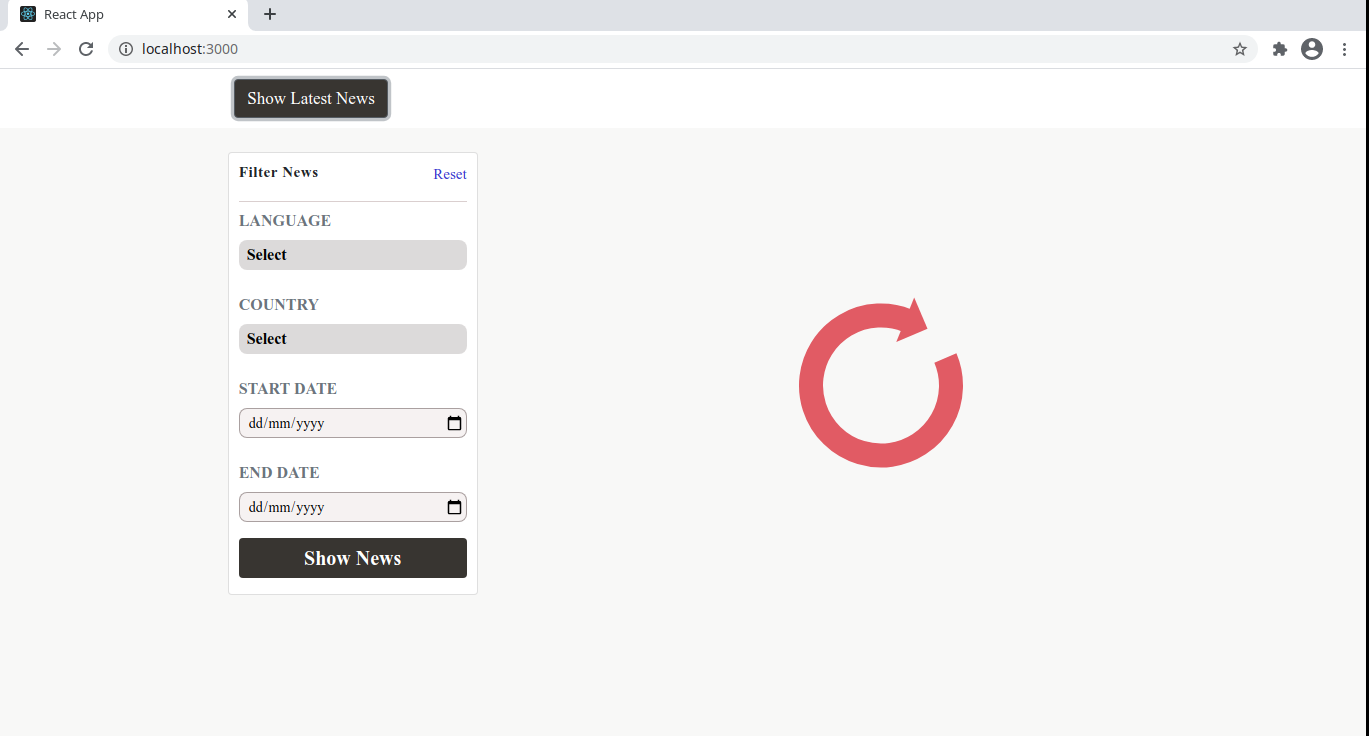 React App
localhost:3000
Show Latest News
Filter News
Reset
LANGUAGE
Select
COUNTRY
Select
START DATE
dd/mm/yyyy
END DATE
dd/mm/yyyy
Show News